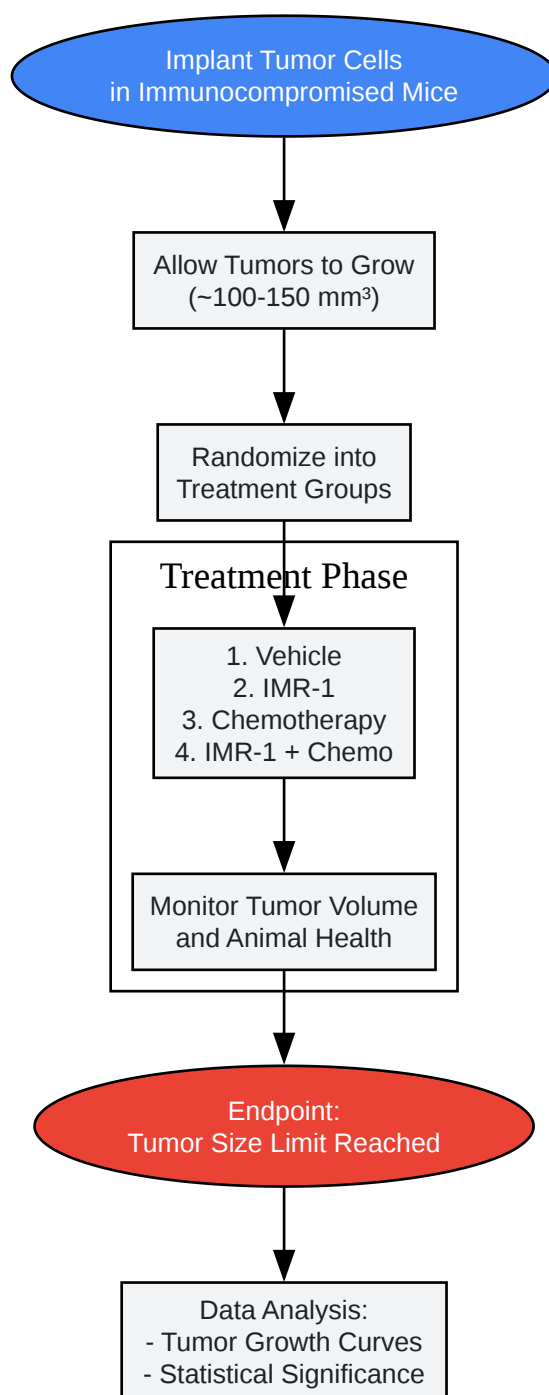 Implant Tumor Cells
in Immunocompromised Mice
Allow Tumors to Grow
(~100-150 mm³)
Randomize into
Treatment Groups
Treatment Phase
1. Vehicle
2. IMR-1
3. Chemotherapy
4. IMR-1 + Chemo
Monitor Tumor Volume
and Animal Health
Endpoint:
Tumor Size Limit Reached
Data Analysis:
- Tumor Growth Curves
- Statistical Significance